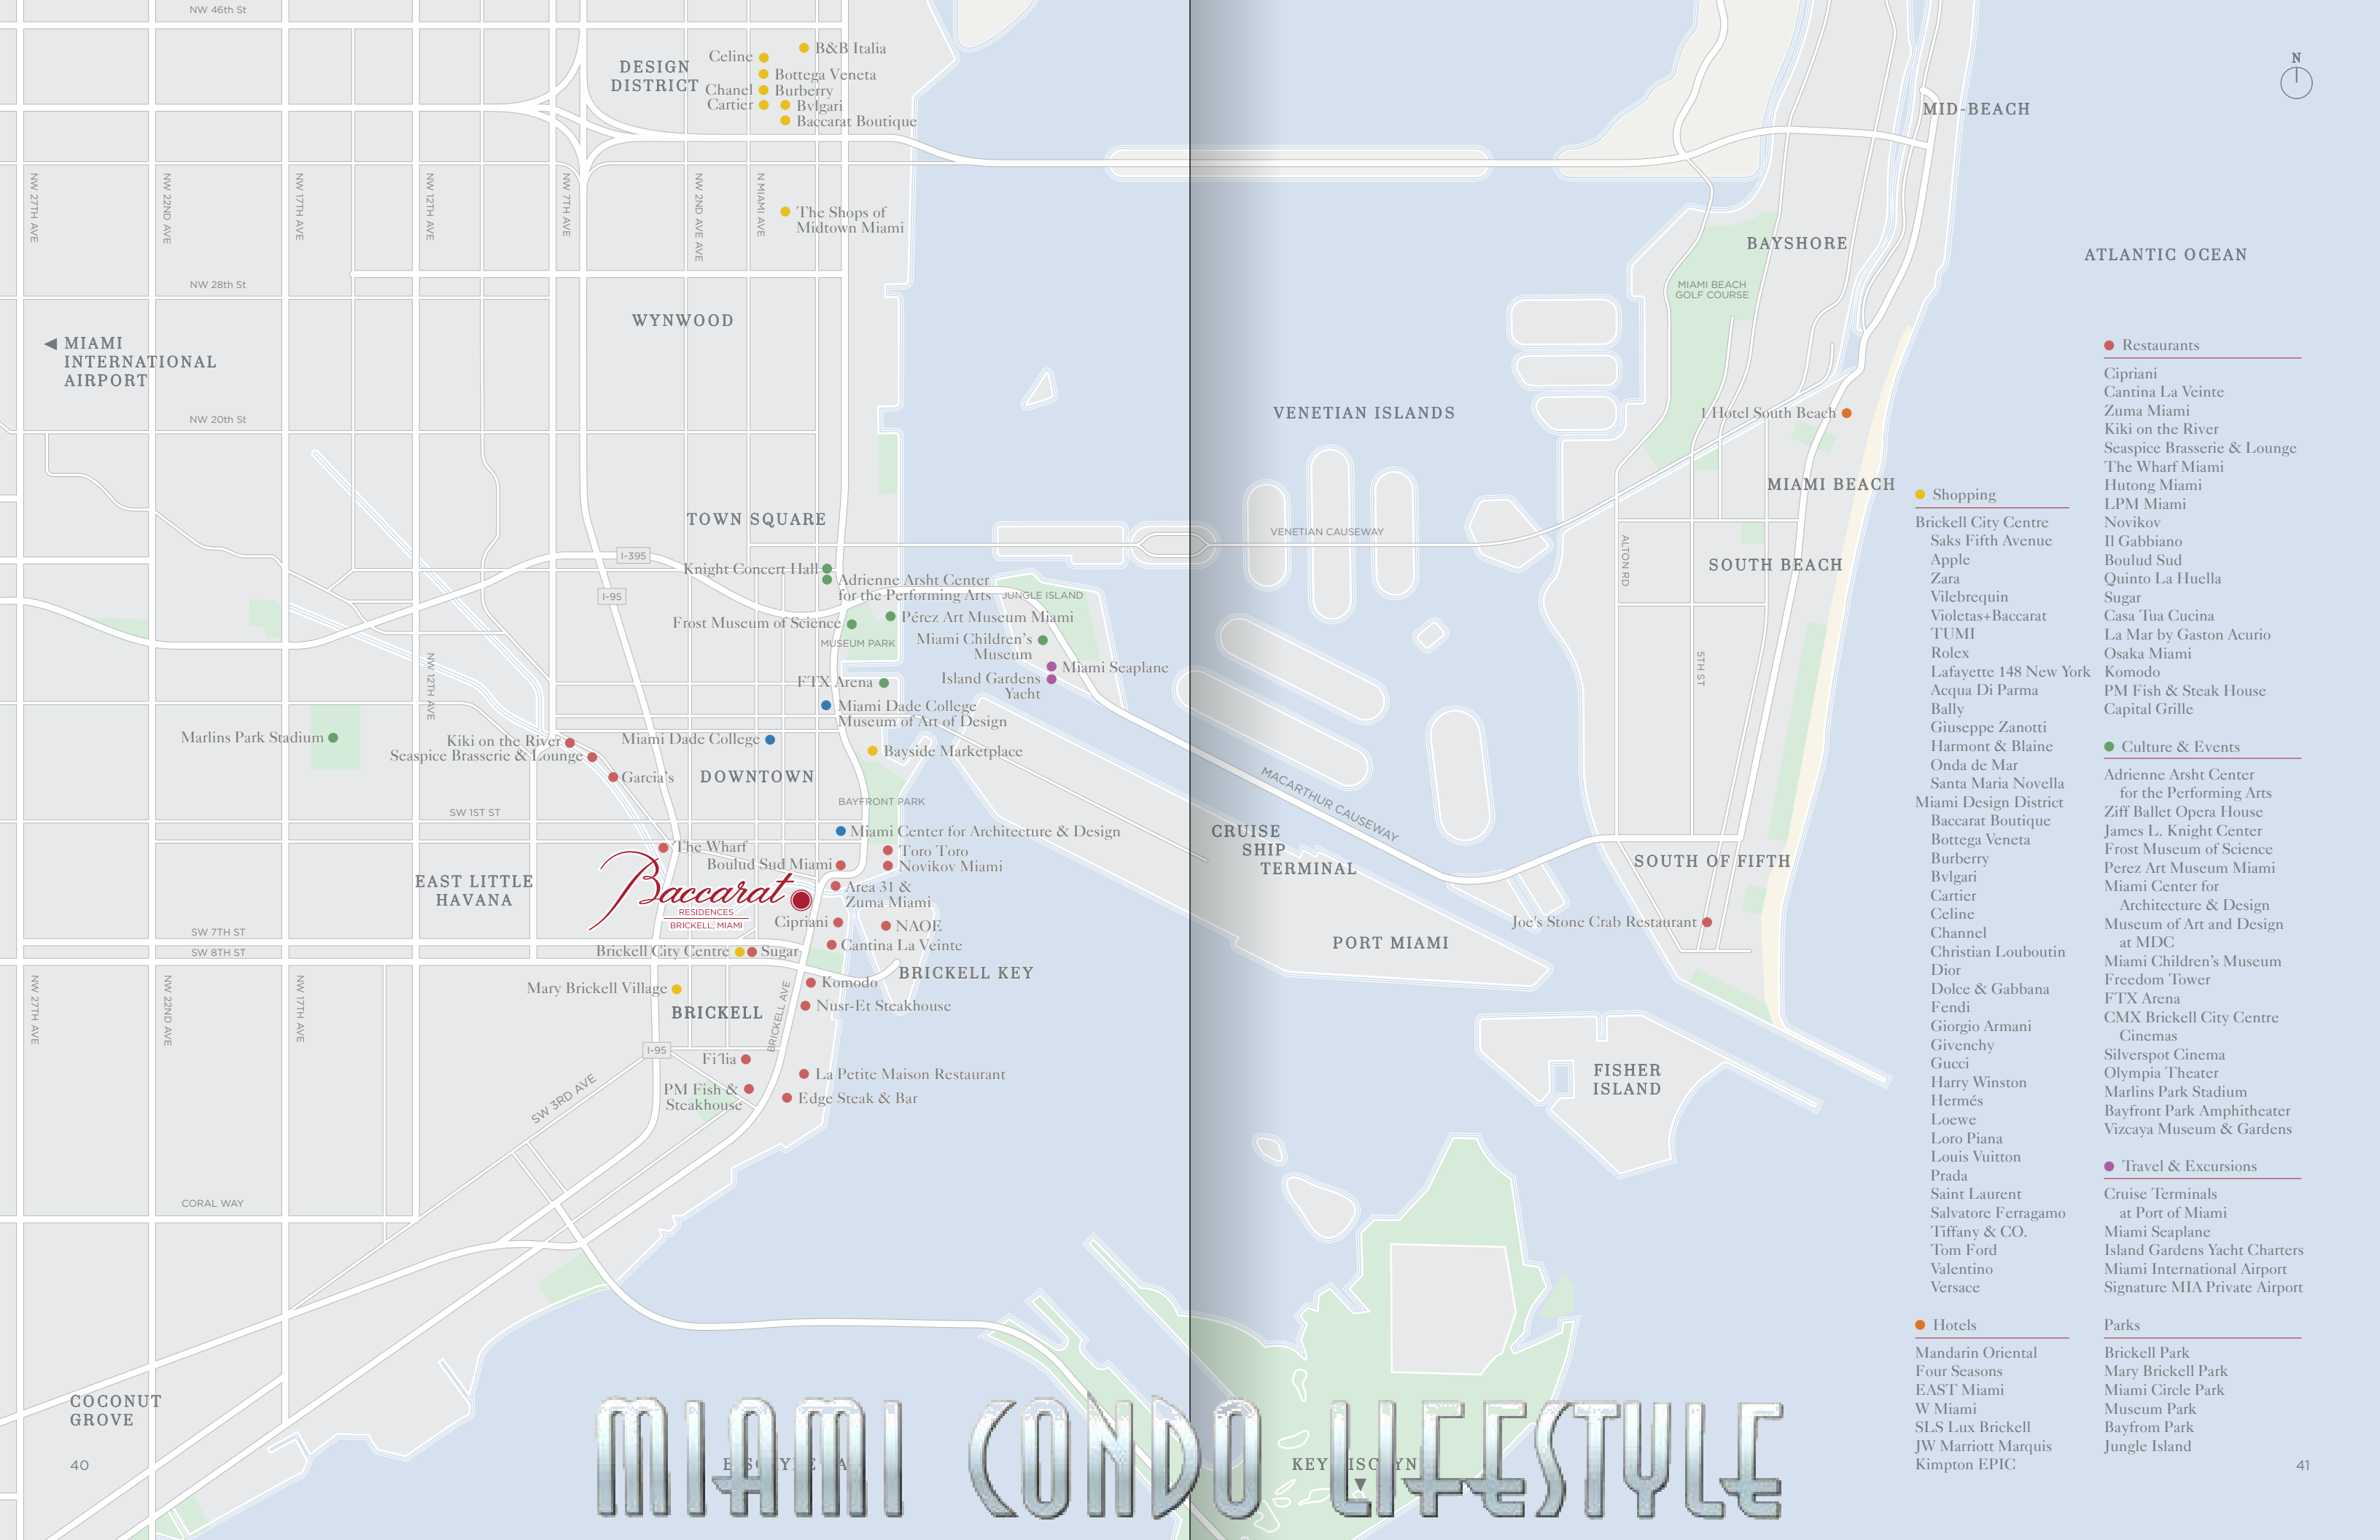 NW 46th St
DESIGN
DISTRICT
Celine
B&B Italia
Bottega Veneta
Chanel
Burberry
Cartier
Bvlgari
Baccarat Boutique
N
MID-BEACH
NW 27TH AVE
NW 22ND AVE
NW 17TH AVE
NW 12TH AVE
NW 7TH AVE
NW 2ND AVE AVE
N MIAMI AVE
The Shops of
Midtown Miami
BAYSHORE
ATLANTIC OCEAN
NW 28th St
MIAMI BEACH
GOLF COURSE
WYNWOOD
MIAMI
INTERNATIONAL
AIRPORT
NW 20th St
VENETIAN ISLANDS
1 Hotel South Beach
MIAMI BEACH
TOWN SQUARE
VENETIAN CAUSEWAY
ALTON RD
SOUTH BEACH
I-395
I-95
Knight Concert Hall
Adrienne Arsht Center
for the Performing Arts
JUNGLE ISLAND
Frost Museum of Science
Pérez Art Museum Miami
MUSEUM PARK
Miami Children's
Museum
Miami Seaplane
Island Gardens
Yacht
FTX Arena
NW 12TH AVE
5TH ST
Miami Dade College
Museum of Art of Design
Marlins Park Stadium
Kiki on the River
Seaspice Brasserie & Lounge
Garcia's
Miami Dade College
Bayside Marketplace
DOWNTOWN
BAYFRONT PARK
MACARTHUR CAUSEWAY
SW 1ST ST
Miami Center for Architecture & Design
CRUISE
SHIP
TERMINAL
The Wharf
Toro Toro
Boulud Sud Miami
Novikov Miami
SOUTH OF FIFTH
EAST LITTLE
HAVANA
Baccarat
RESIDENCES
BRICKELL, MIAMI
Area 31 &
Zuma Miami
Cipriani
NAOE
Joe's Stone Crab Restaurant
SW 7TH ST
SW 8TH ST
Brickell City Centre
Sugar
Cantina La Veinte
PORT MIAMI
BRICKELL KEY
NW 27TH AVE
NW 22ND AVE
NW 17TH AVE
Mary Brickell Village
Komodo
BRICKELL
BRICKELL AVE
Nusr-Et Steakhouse
I-95
Fi'lia
SW 3RD AVE
La Petite Maison Restaurant
PM Fish &
Steakhouse
Edge Steak & Bar
FISHER
ISLAND
CORAL WAY
COCONUT
GROVE
40
KEY
MIAMI CONDO LIFESTYLE
Shopping
Brickell City Centre
Saks Fifth Avenue
Apple
Zara
Vilebrequin
Violetas+Baccarat
TUMI
Rolex
Lafayette 148 New York
Acqua Di Parma
Bally
Giuseppe Zanotti
Harmont & Blaine
Onda de Mar
Santa Maria Novella
Miami Design District
Baccarat Boutique
Bottega Veneta
Burberry
Bvlgari
Cartier
Celine
Channel
Christian Louboutin
Dior
Dolce & Gabbana
Fendi
Giorgio Armani
Givenchy
Gucci
Harry Winston
Hermés
Loewe
Loro Piana
Louis Vuitton
Prada
Saint Laurent
Salvatore Ferragamo
Tiffany & CO.
Tom Ford
Valentino
Versace
Hotels
Mandarin Oriental
Four Seasons
EAST Miami
W Miami
SLS Lux Brickell
JW Marriott Marquis
Kimpton EPIC
Restaurants
Cipriani
Cantina La Veinte
Zuma Miami
Kiki on the River
Seaspice Brasserie & Lounge
The Wharf Miami
Hutong Miami
LPM Miami
Novikov
Il Gabbiano
Boulud Sud
Quinto La Huella
Sugar
Casa Tua Cucina
La Mar by Gaston Acurio
Osaka Miami
Komodo
PM Fish & Steak House
Capital Grille
Culture & Events
Adrienne Arsht Center
for the Performing Arts
Ziff Ballet Opera House
James L. Knight Center
Frost Museum of Science
Perez Art Museum Miami
Miami Center for
Architecture & Design
Museum of Art and Design
at MDC
Miami Children's Museum
Freedom Tower
FTX Arena
CMX Brickell City Centre
Cinemas
Silverspot Cinema
Olympia Theater
Marlins Park Stadium
Bayfront Park Amphitheater
Vizcaya Museum & Gardens
Travel & Excursions
Cruise Terminals
at Port of Miami
Miami Seaplane
Island Gardens Yacht Charters
Miami International Airport
Signature MIA Private Airport
Parks
Brickell Park
Mary Brickell Park
Miami Circle Park
Museum Park
Bayfrom Park
Jungle Island
41